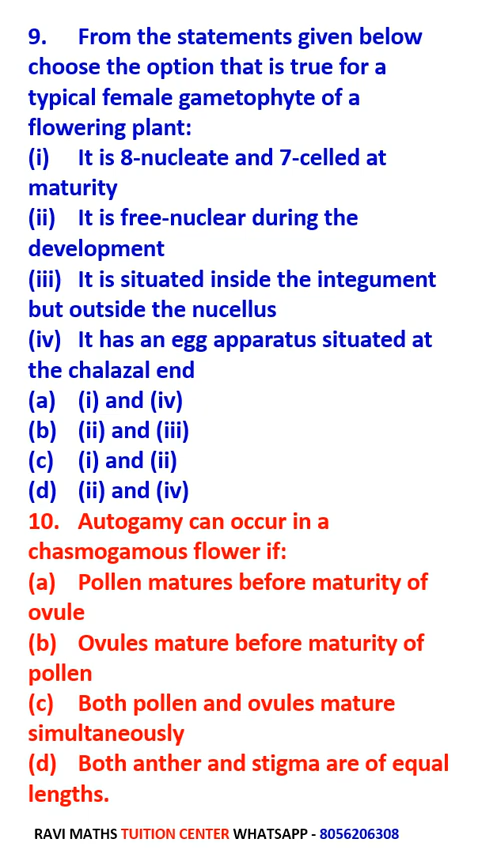 9. From the statements given below
choose the option that is true for a
typical female gametophyte of a
flowering plant:
(i) It is 8-nucleate and 7-celled at
maturity
(ii) It is free-nuclear during the
development
(iii) It is situated inside the integument
but outside the nucellus
(iv) It has an egg apparatus situated at
the chalazal end
(a) (i) and (iv)
(b) (ii) and (iii)
(c) (i) and (ii)
(d) (ii) and (iv)
10. Autogamy can occur in a
chasmogamous flower if:
(a) Pollen matures before maturity of
ovule
(b) Ovules mature before maturity of
pollen
(c) Both pollen and ovules mature
simultaneously
(d) Both anther and stigma are of equal
lengths.
RAVI MATHS TUITION CENTER WHATSAPP - 8056206308